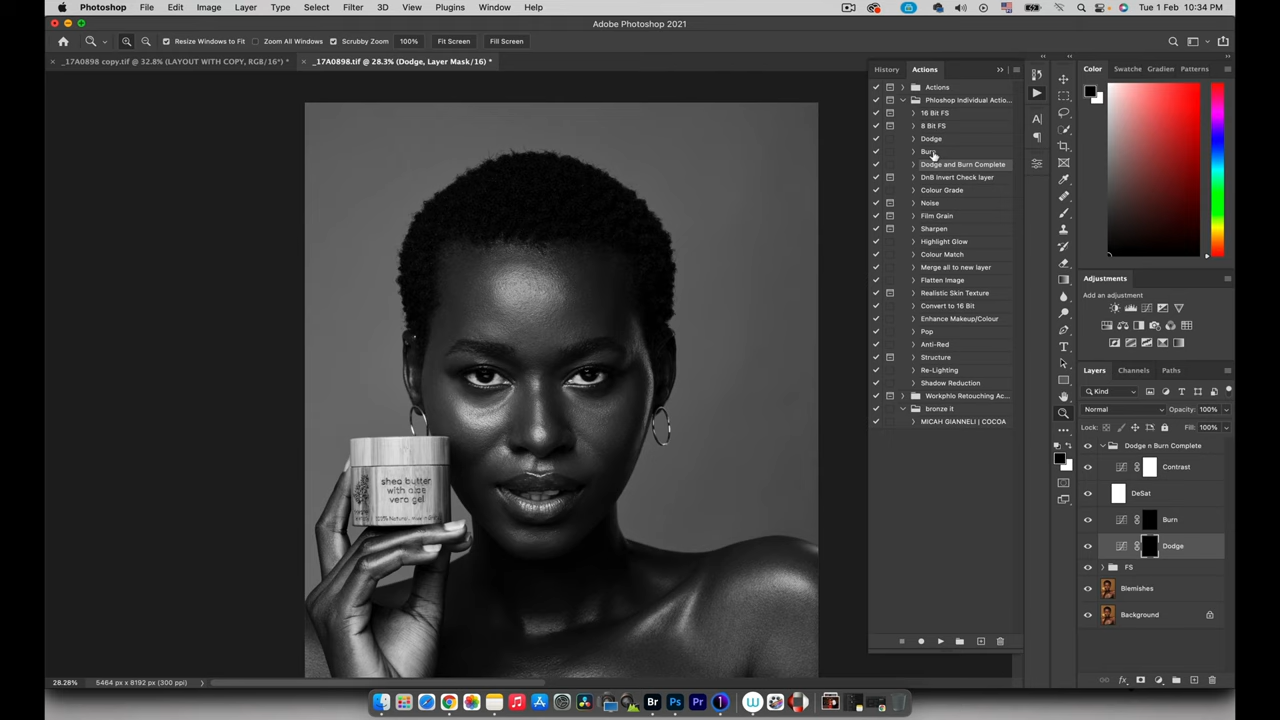 Photoshop File Edit Image Layer Type Select Filter 3D View Plugins Window Help Tue 1 Feb 10:34 PM
Adobe Photoshop 2021
Resize Windows to Fit Zoom All Windows Scrubby Zoom 100% Fit Screen Fill Screen
× _17A0898 copy.tif @ 32.8% (LAYOUT WITH COPY, RGB/16*) * × _17A0898.tif @ 28.3% (Dodge, Layer Mask/16) *
History Actions
Actions
Phloshop Individual Actio...
16 Bit FS
8 Bit FS
Dodge
Burn
Dodge and Burn Complete
DnB Invert Check layer
Colour Grade
Noise
Film Grain
Sharpen
Highlight Glow
Colour Match
Merge all to new layer
Flatten Image
Realistic Skin Texture
Convert to 16 Bit
Enhance Makeup/Colour
Pop
Anti-Red
Structure
Re-Lighting
Shadow Reduction
Workphlo Retouching Ac...
bronze it
MICAH GIANNELI | COCOA
Color Swatche Gradien Patterns
Adjustments
Add an adjustment
Layers Channels Paths
Kind
Normal Opacity: 100%
Lock: Fill: 100%
Dodge n Burn Complete
Contrast
DeSat
Burn
Dodge
FS
Blemishes
Background
shea butter
with aloe
vera gel
28.28% 5464 px x 8192 px (300 ppi)
Br Ps Pr